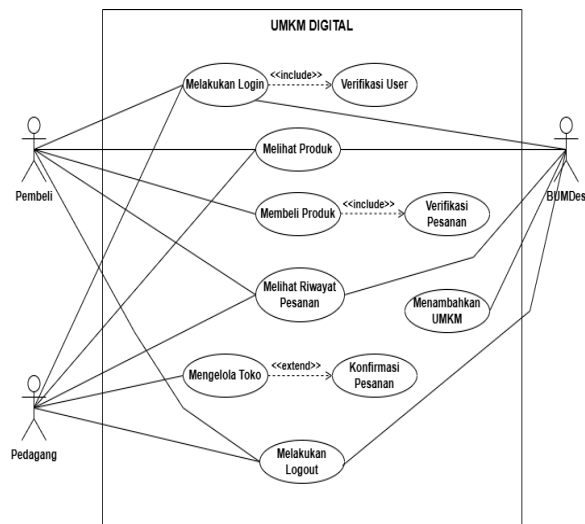 UMKM DIGITAL
Melakukan Login
<<include>>
Verifikasi User
Pembeli
Melihat Produk
BUMDes
Membeli Produk
<<include>>
Verifikasi
Pesanan
Melihat Riwayat
Pesanan
Menambahkan
UMKM
Mengelola Toko
<<extend>>
Konfirmasi
Pesanan
Pedagang
Melakukan
Logout